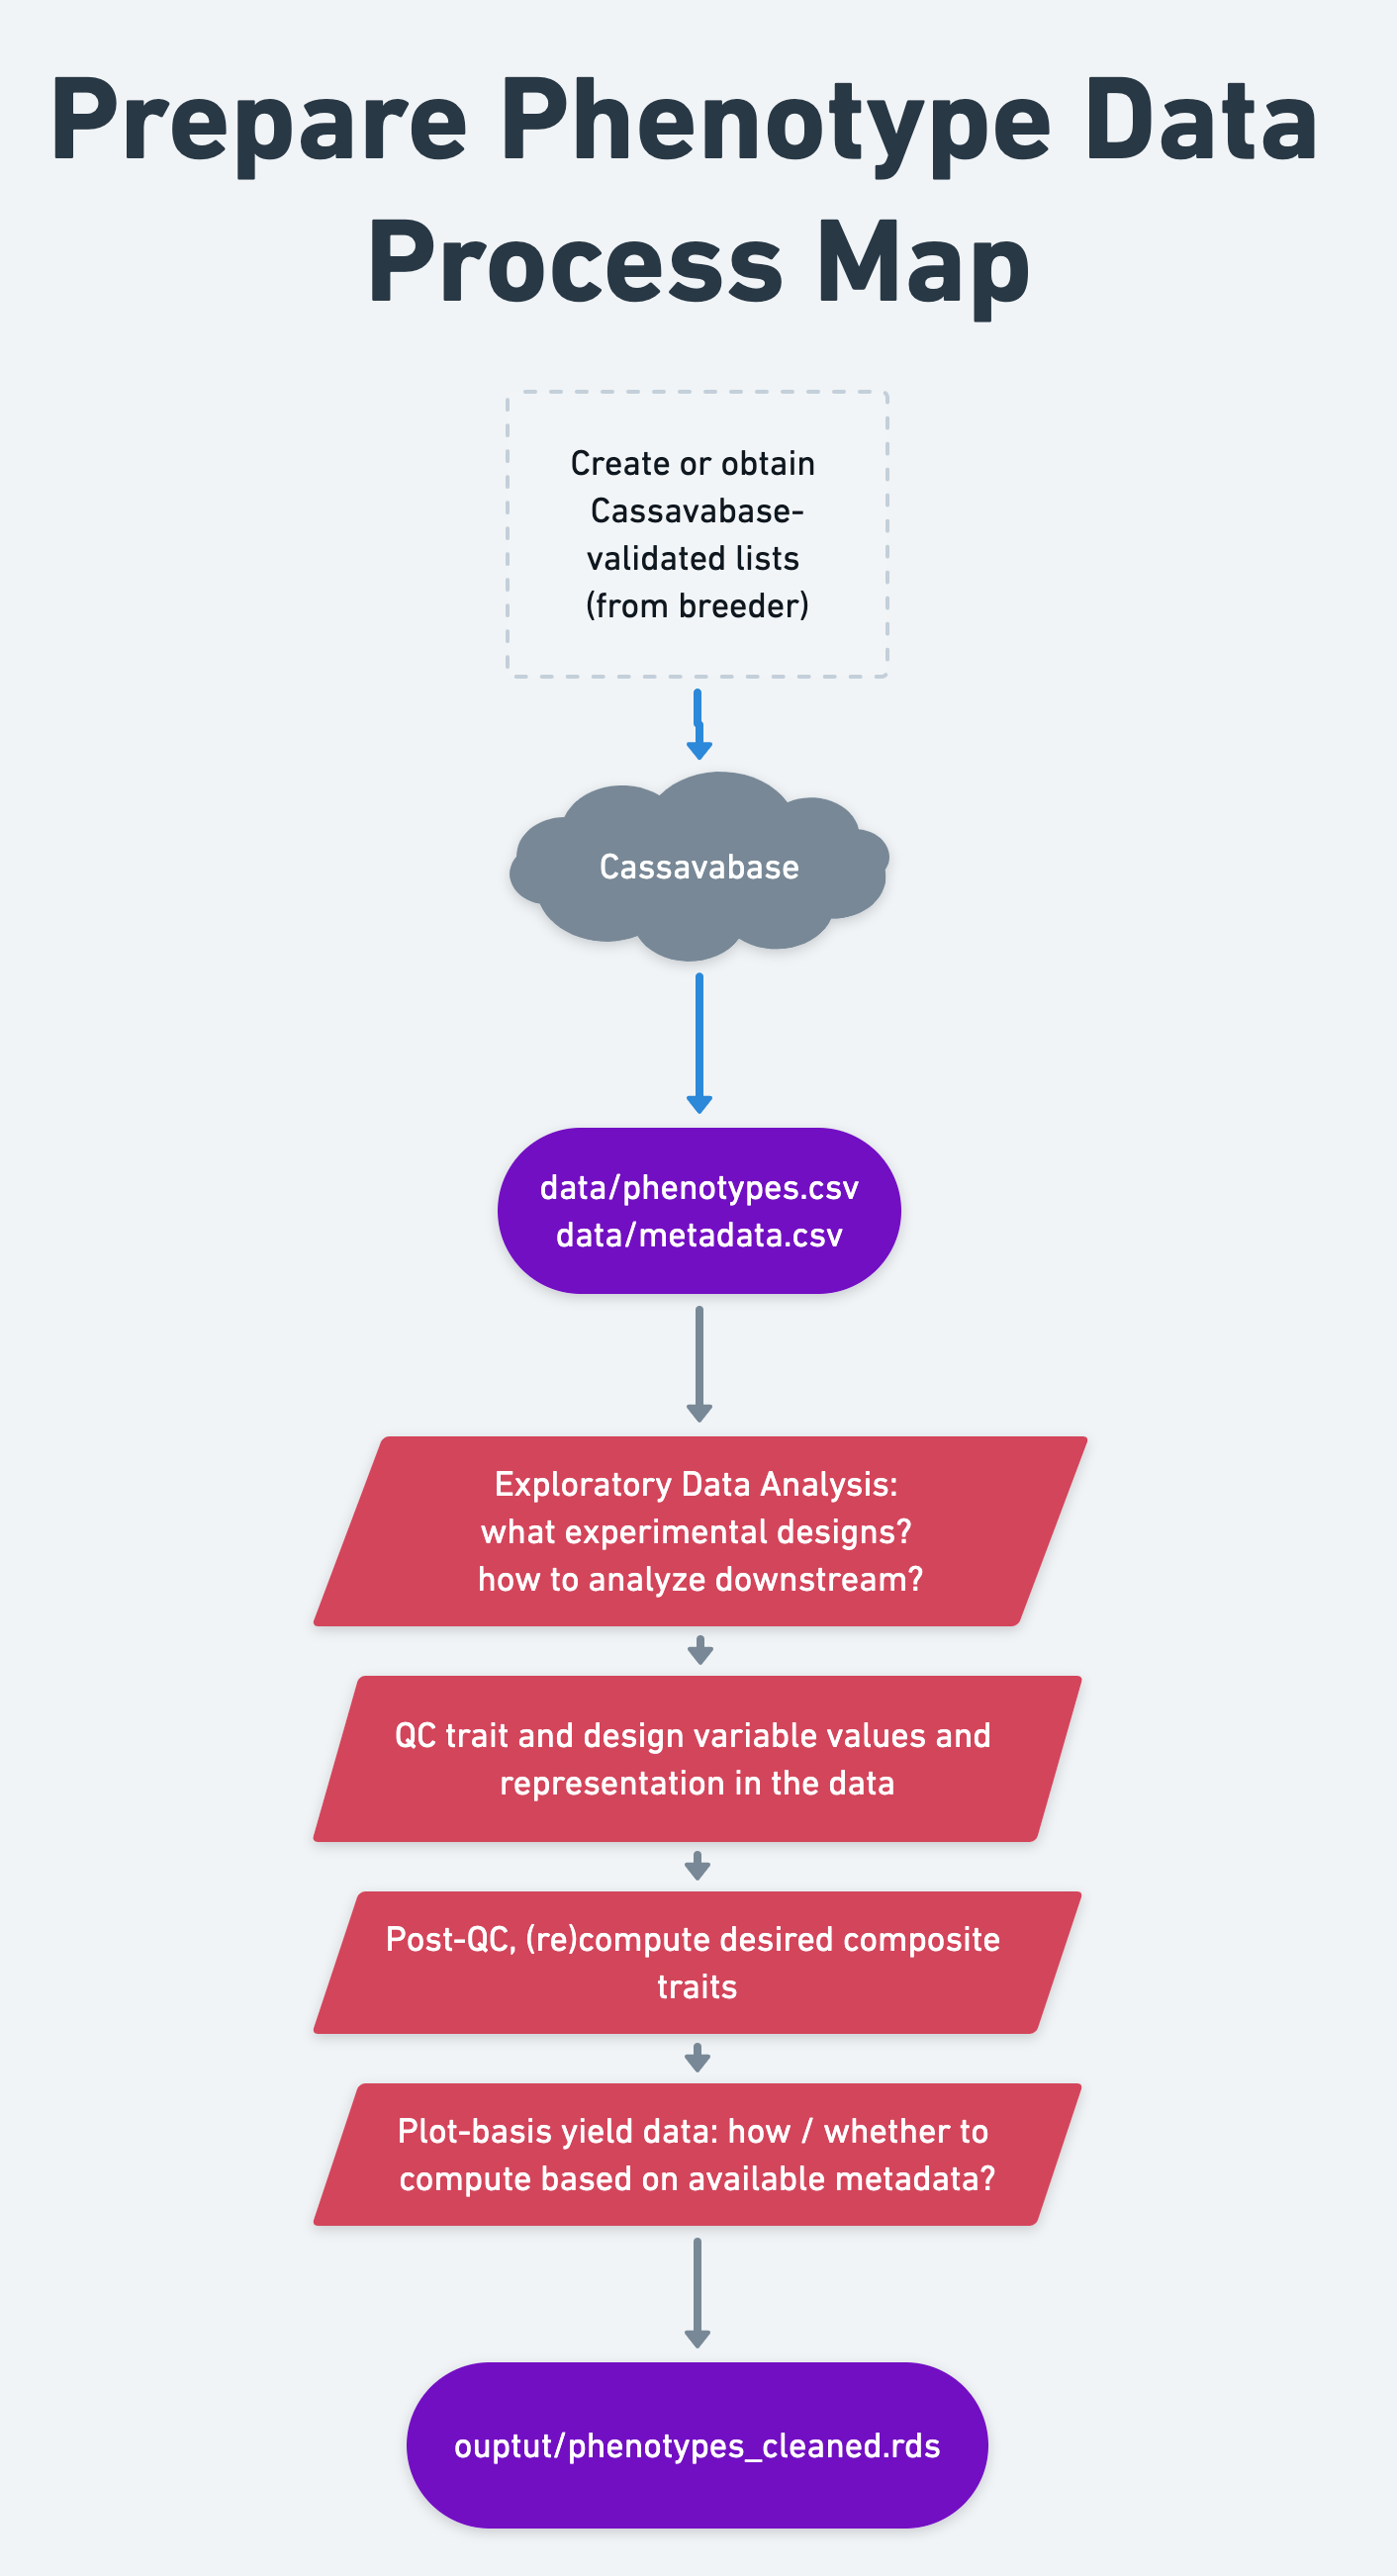 Prepare Phenotype Data
Process Map
Create or obtain
Cassavabase-
validated lists
(from breeder)
Cassavabase
data/phenotypes.csv
data/metadata.csv
Exploratory Data Analysis:
what experimental designs?
how to analyze downstream?
QC trait and design variable values and
representation in the data
Post-QC, (re)compute desired composite
traits
Plot-basis yield data: how / whether to
compute based on available metadata?
ouptut/phenotypes_cleaned.rds